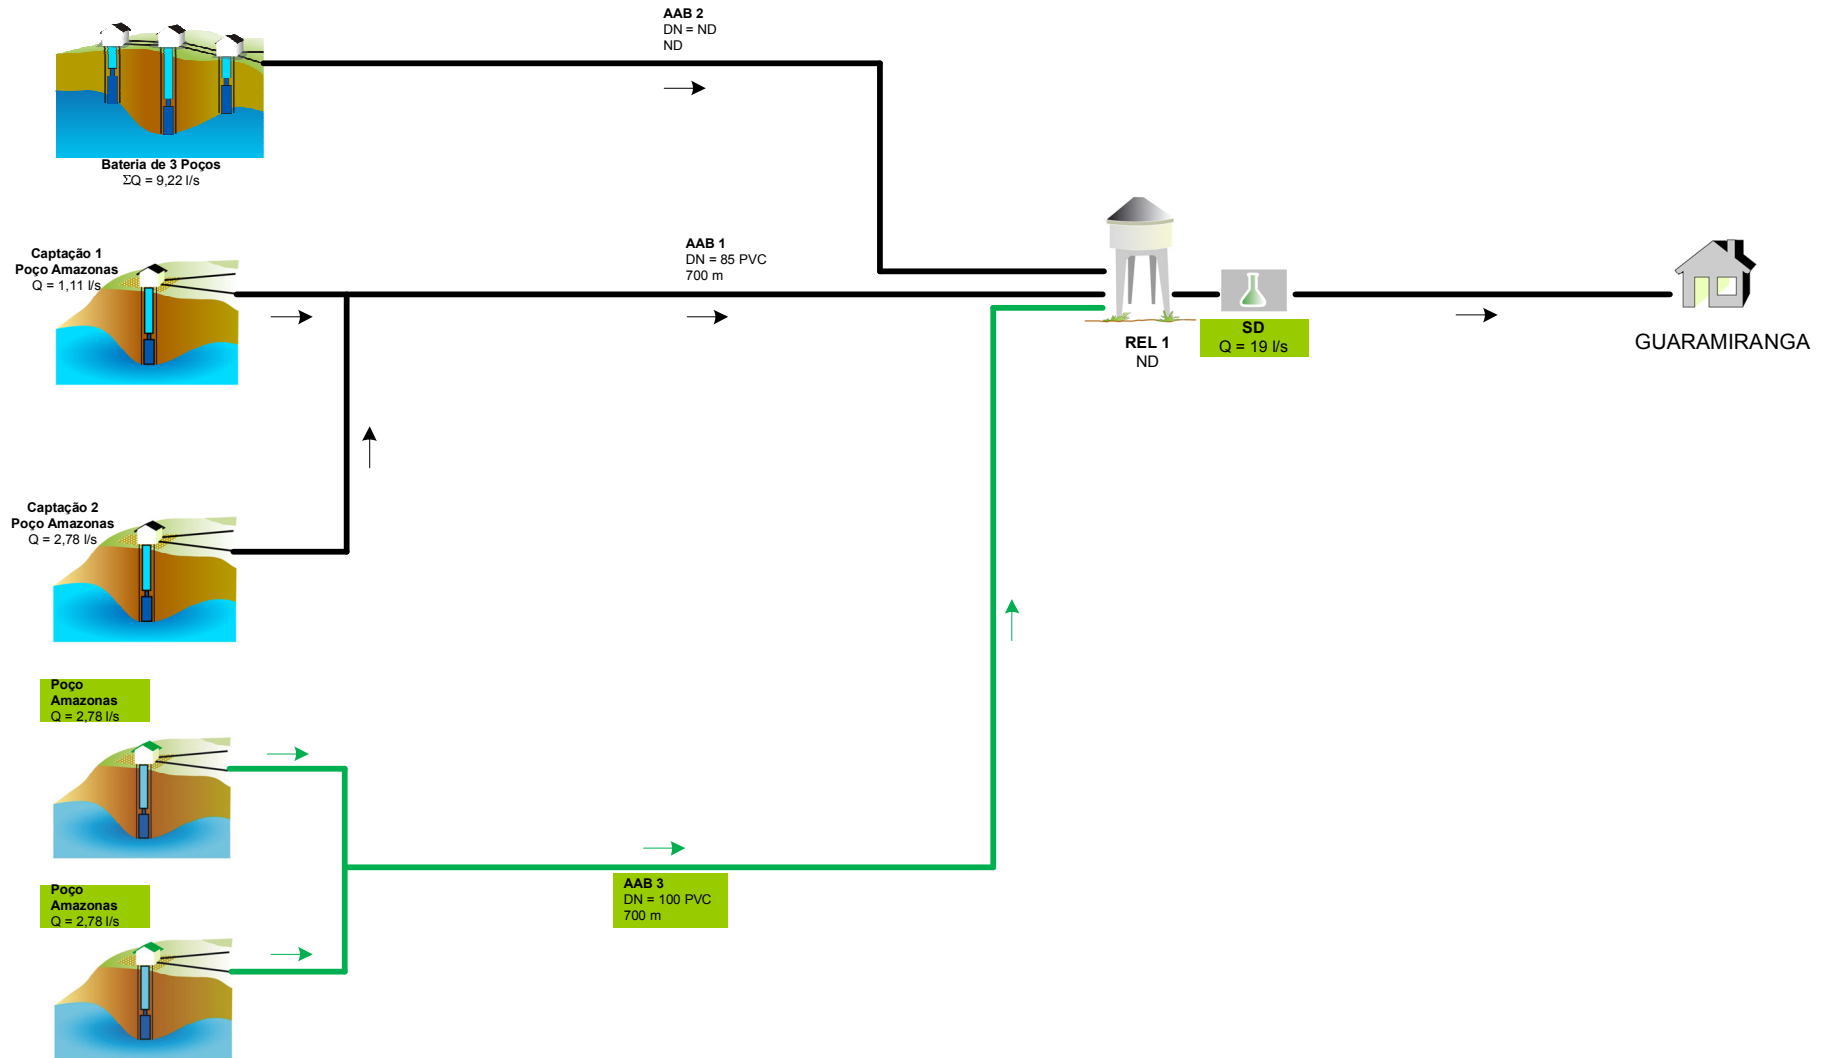 AAB 2
DN = ND
ND
Bateria de 3 Poços
ΣQ = 9,22 l/s
Captação 1
Poço Amazonas
Q = 1,11 l/s
AAB 1
DN = 85 PVC
700 m
REL 1
ND
SD
Q = 19 l/s
GUARAMIRANGA
Captação 2
Poço Amazonas
Q = 2,78 l/s
Poço
Amazonas
Q = 2,78 l/s
Poço
Amazonas
Q = 2,78 l/s
AAB 3
DN = 100 PVC
700 m